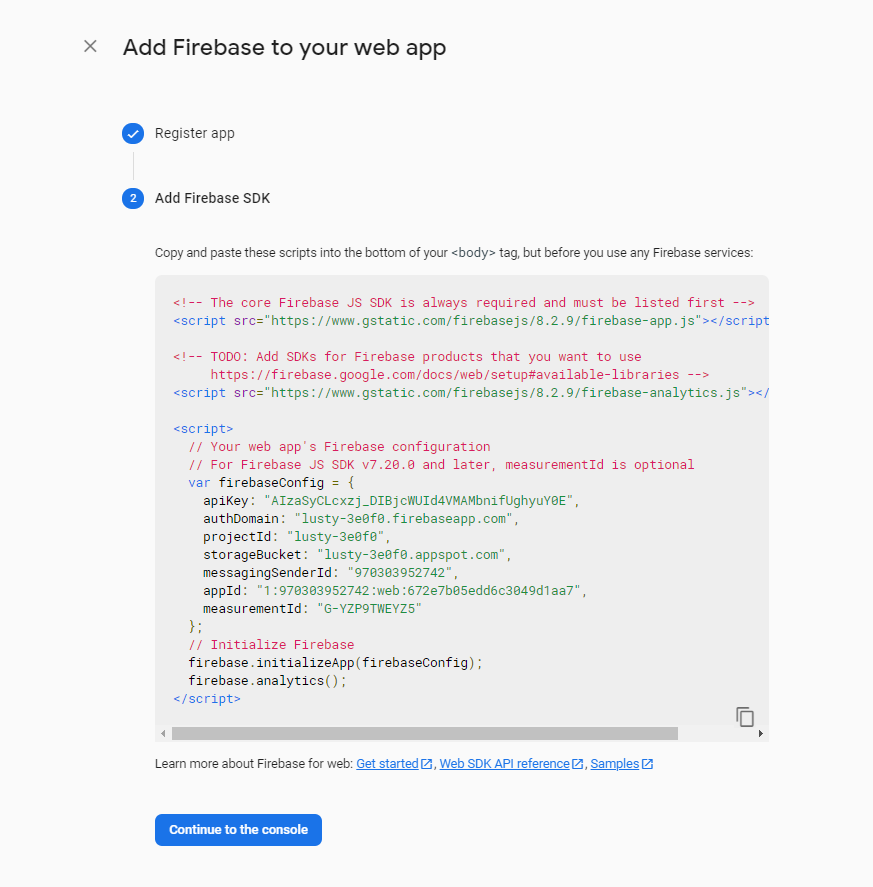 Add Firebase to your web app
Register app
2 Add Firebase SDK
Copy and paste these scripts into the bottom of your <body> tag, but before you use any Firebase services:
<!-- The core Firebase JS SDK is always required and must be listed first -->
<script src="https://www.gstatic.com/firebasejs/8.2.9/firebase-app.js"></script
<!-- TODO: Add SDKs for Firebase products that you want to use
https://firebase.google.com/docs/web/setup#available-libraries -->
<script src="https://www.gstatic.com/firebasejs/8.2.9/firebase-analytics.js"></
<script>
// Your web app's Firebase configuration
// For Firebase JS SDK v7.20.0 and later, measurementId is optional
var firebaseConfig = {
apiKey: "AIzaSyCLcxzj_DIBjcWUId4VMAMbnifUghyuY0E",
authDomain: "lusty-3e0f0.firebaseapp.com",
projectId: "lusty-3e0f0",
storageBucket: "lusty-3e0f0.appspot.com",
messagingSenderId: "970303952742",
appId: "1:970303952742:web:672e7b05edd6c3049d1aa7",
measurementId: "G-YZP9TWEYZ5"
};
// Initialize Firebase
firebase.initializeApp(firebaseConfig);
firebase.analytics();
</script>
Learn more about Firebase for web: Get started, Web SDK API reference, Samples
Continue to the console